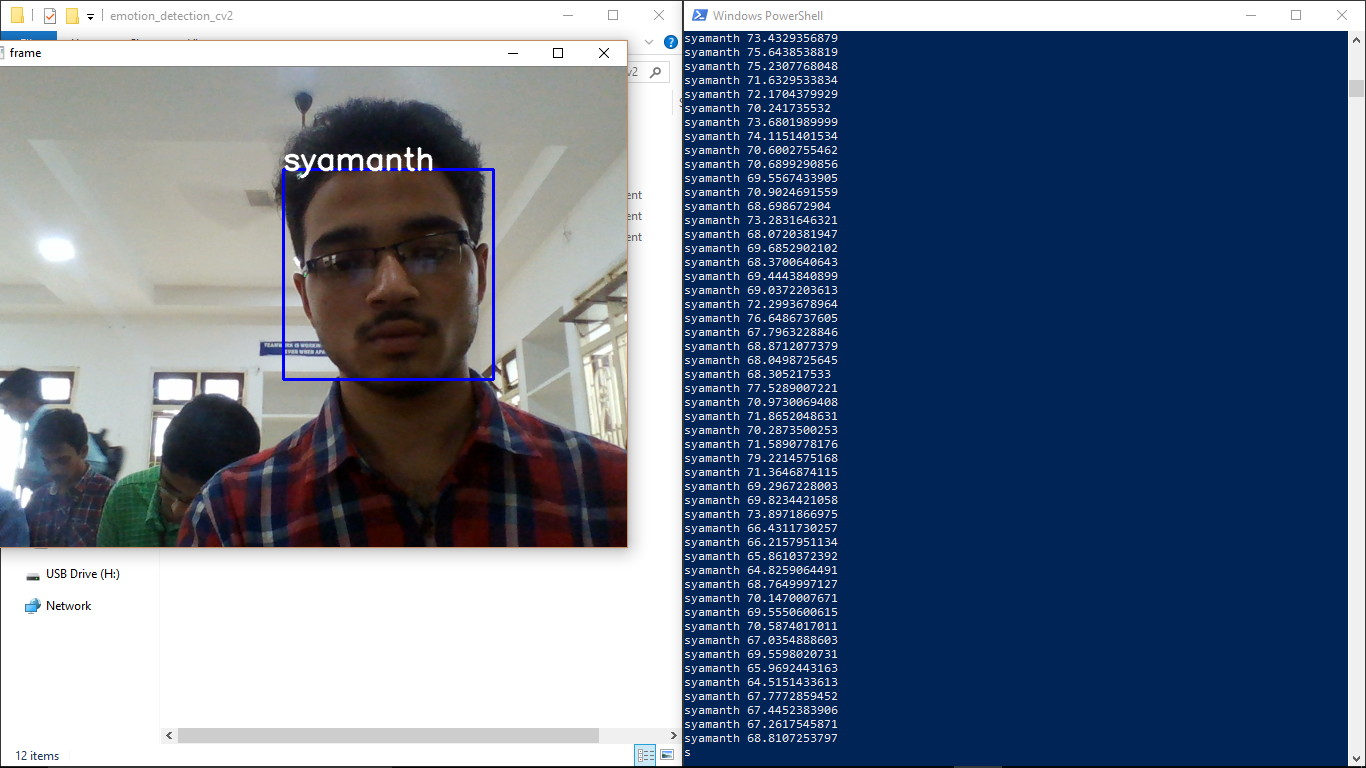 emotion_detection_cv2
frame
v2
syamanth
ent
ent
ent
TEAMWORK IS WORKING
USB Drive (H:)
Network
12 items
Windows PowerShell
syamanth 73.4329356879
syamanth 75.6438538819
syamanth 75.2307768048
syamanth 71.6329533834
syamanth 72.1704379929
syamanth 70.241735532
syamanth 73.6801989999
syamanth 74.1151401534
syamanth 70.6002755462
syamanth 70.6899290856
syamanth 69.5567433905
syamanth 70.9024691559
syamanth 68.698672904
syamanth 73.2831646321
syamanth 68.0720381947
syamanth 69.6852902102
syamanth 68.3700640643
syamanth 69.4443840899
syamanth 69.0372203613
syamanth 72.2993678964
syamanth 76.6486737605
syamanth 67.7963228846
syamanth 68.8712077379
syamanth 68.0498725645
syamanth 68.305217533
syamanth 77.5289007221
syamanth 70.9730069408
syamanth 71.8652048631
syamanth 70.2873500253
syamanth 71.5890778176
syamanth 79.2214575168
syamanth 71.3646874115
syamanth 69.2967228003
syamanth 69.8234421058
syamanth 73.8971866975
syamanth 66.4311730257
syamanth 66.2157951134
syamanth 65.8610372392
syamanth 64.8259064491
syamanth 68.7649997127
syamanth 70.1470007671
syamanth 69.5550600615
syamanth 70.5874017011
syamanth 67.0354888603
syamanth 69.5598020731
syamanth 65.9692443163
syamanth 64.5151433613
syamanth 67.7772859452
syamanth 67.4452383906
syamanth 67.2617545871
syamanth 68.8107253797
s